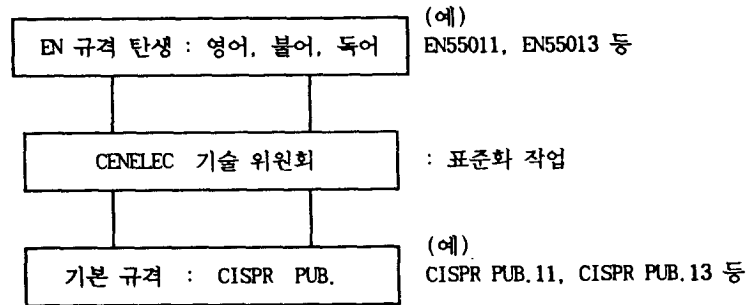 (예)
EN 규격 탄생 : 영어, 불어, 독어
EN55011, EN55013 등
CENELEC 기술 위원회
: 표준화 작업
(예)
기본 규격 : CISPR PUB.
CISPR PUB.11, CISPR PUB.13 등